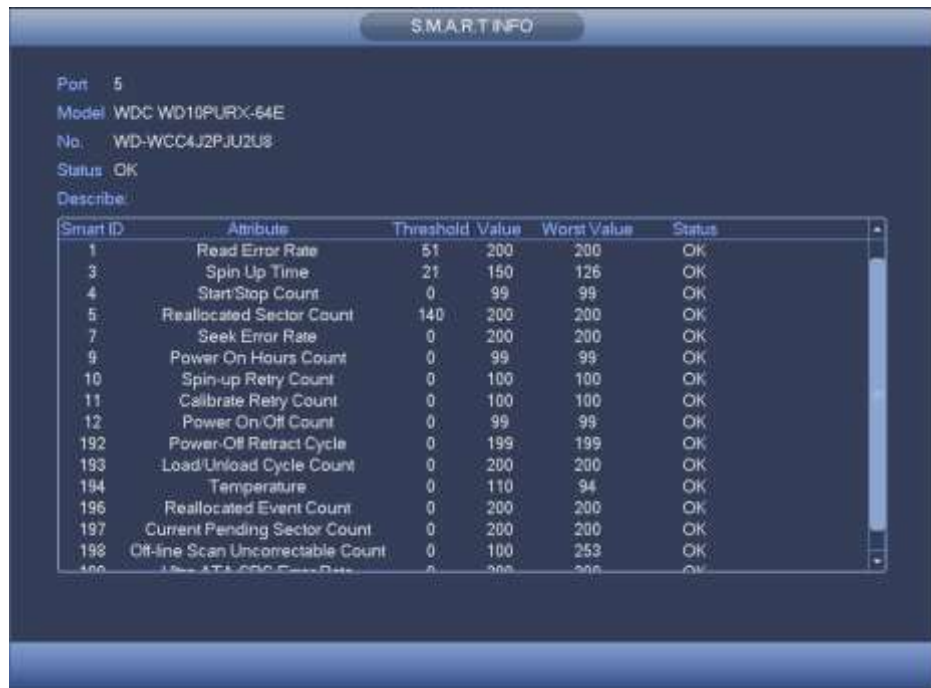 S.M.A.R.T INFO
Port 5
Model WDC WD10PURX-64E
No. WD-WCC4J2PJU2U8
Status OK
Describe:
Smart ID Attribute Threshold Value Worst Value Status
1 Read Error Rate 51 200 200 OK
3 Spin Up Time 21 150 126 OK
4 Start/Stop Count 0 99 99 OK
5 Reallocated Sector Count 140 200 200 OK
7 Seek Error Rate 0 200 200 OK
9 Power On Hours Count 0 99 99 OK
10 Spin-up Retry Count 0 100 100 OK
11 Calibrate Retry Count 0 100 100 OK
12 Power On/Off Count 0 99 99 OK
192 Power-Off Retract Cycle 0 199 199 OK
193 Load/Unload Cycle Count 0 200 200 OK
194 Temperature 0 110 94 OK
196 Reallocated Event Count 0 200 200 OK
197 Current Pending Sector Count 0 200 200 OK
198 Off-line Scan Uncorrectable Count 0 100 253 OK